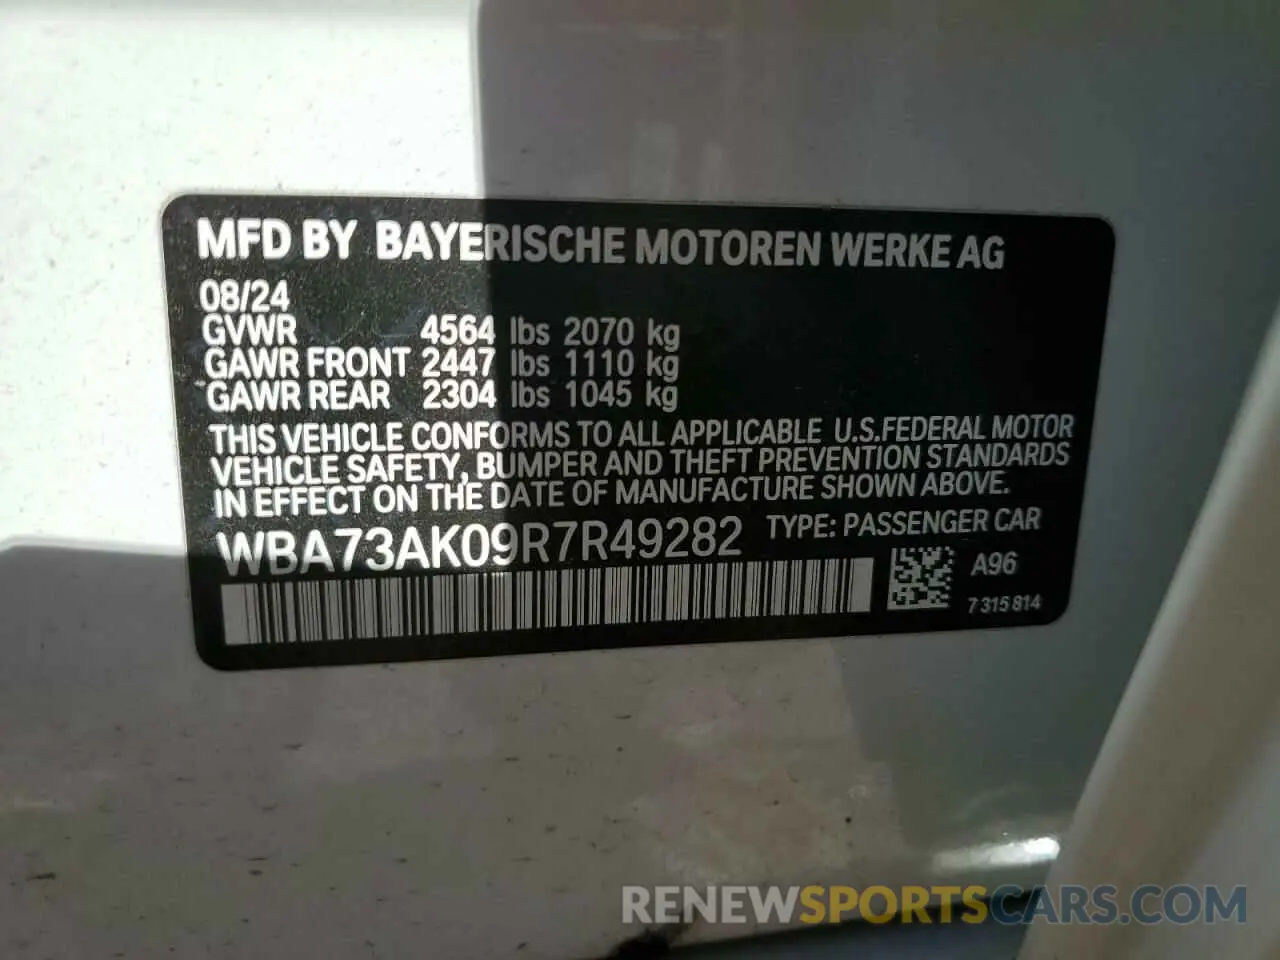 MFD BY BAYERISCHE MOTOREN WERKE AG
08/24
GVWR 4564 lbs 2070 kg
GAWR FRONT 2447 lbs 1110 kg
GAWR REAR 2304 lbs 1045 kg
THIS VEHICLE CONFORMS TO ALL APPLICABLE U.S.FEDERAL MOTOR
VEHICLE SAFETY, BUMPER AND THEFT PREVENTION STANDARDS
IN EFFECT ON THE DATE OF MANUFACTURE SHOWN ABOVE.
WBA73AK09R7R49282 TYPE: PASSENGER CAR
A96
7 315 814
RENEWSPORTSCARS.COM